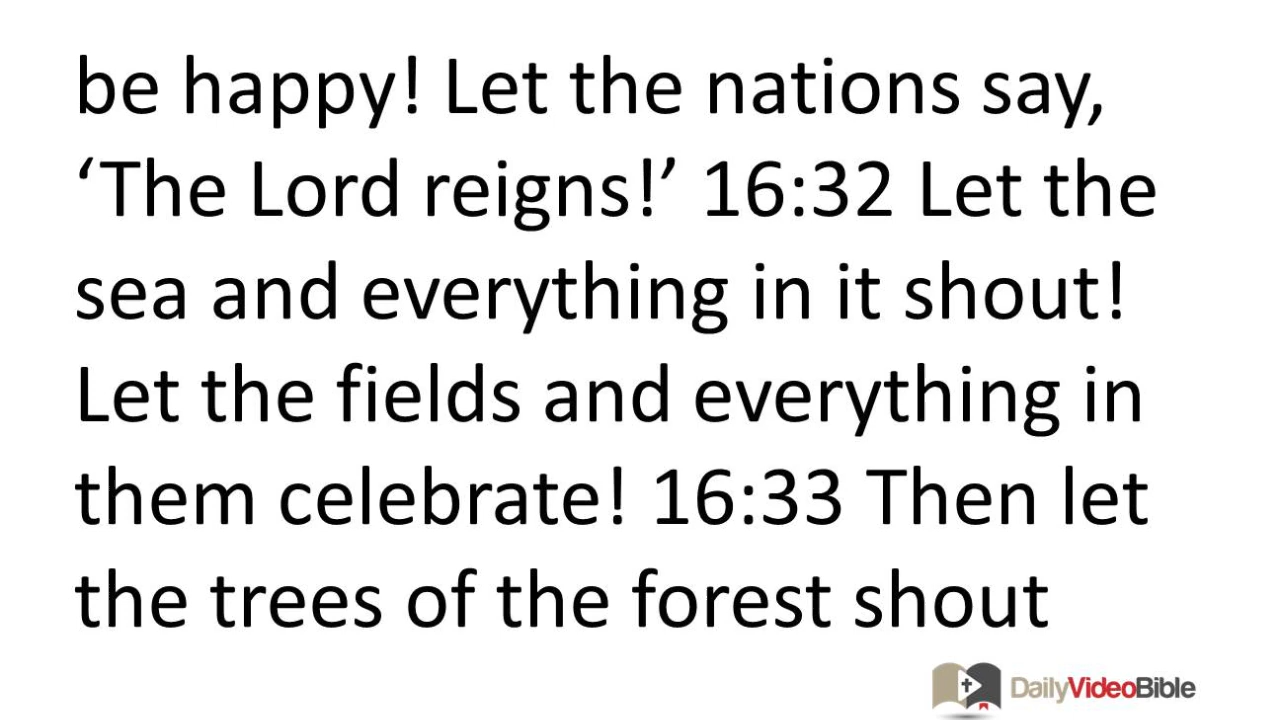 be happy! Let the nations say,
‘The Lord reigns!’ 16:32 Let the
sea and everything in it shout!
Let the fields and everything in
them celebrate! 16:33 Then let
the trees of the forest shout
DailyVideoBible